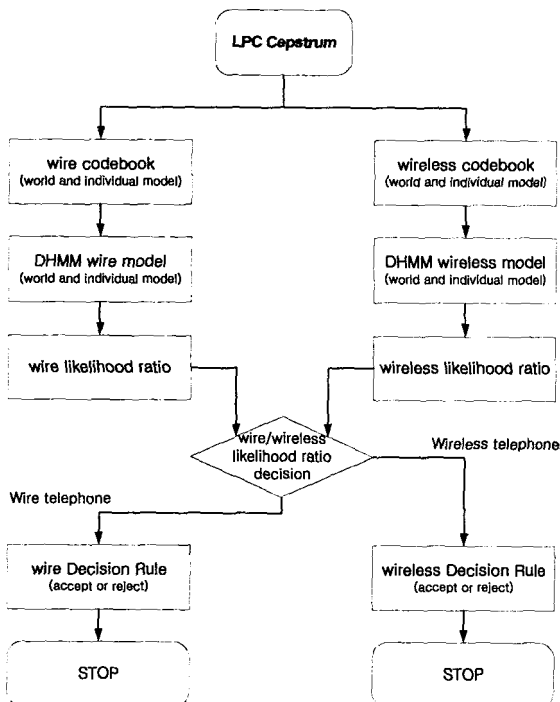 LPC Cepstrum
wire codebook
(world and individual model)
wireless codebook
(world and individual model)
DHMM wire model
(world and individual model)
DHMM wireless model
(world and individual model)
wire likelihood ratio
wireless likelihood ratio
wire/wireless
likelihood ratio
decision
Wireless telephone
Wire telephone
wire Decision Rule
(accept or reject)
wireless Decision Rule
(accept or reject)
STOP
STOP